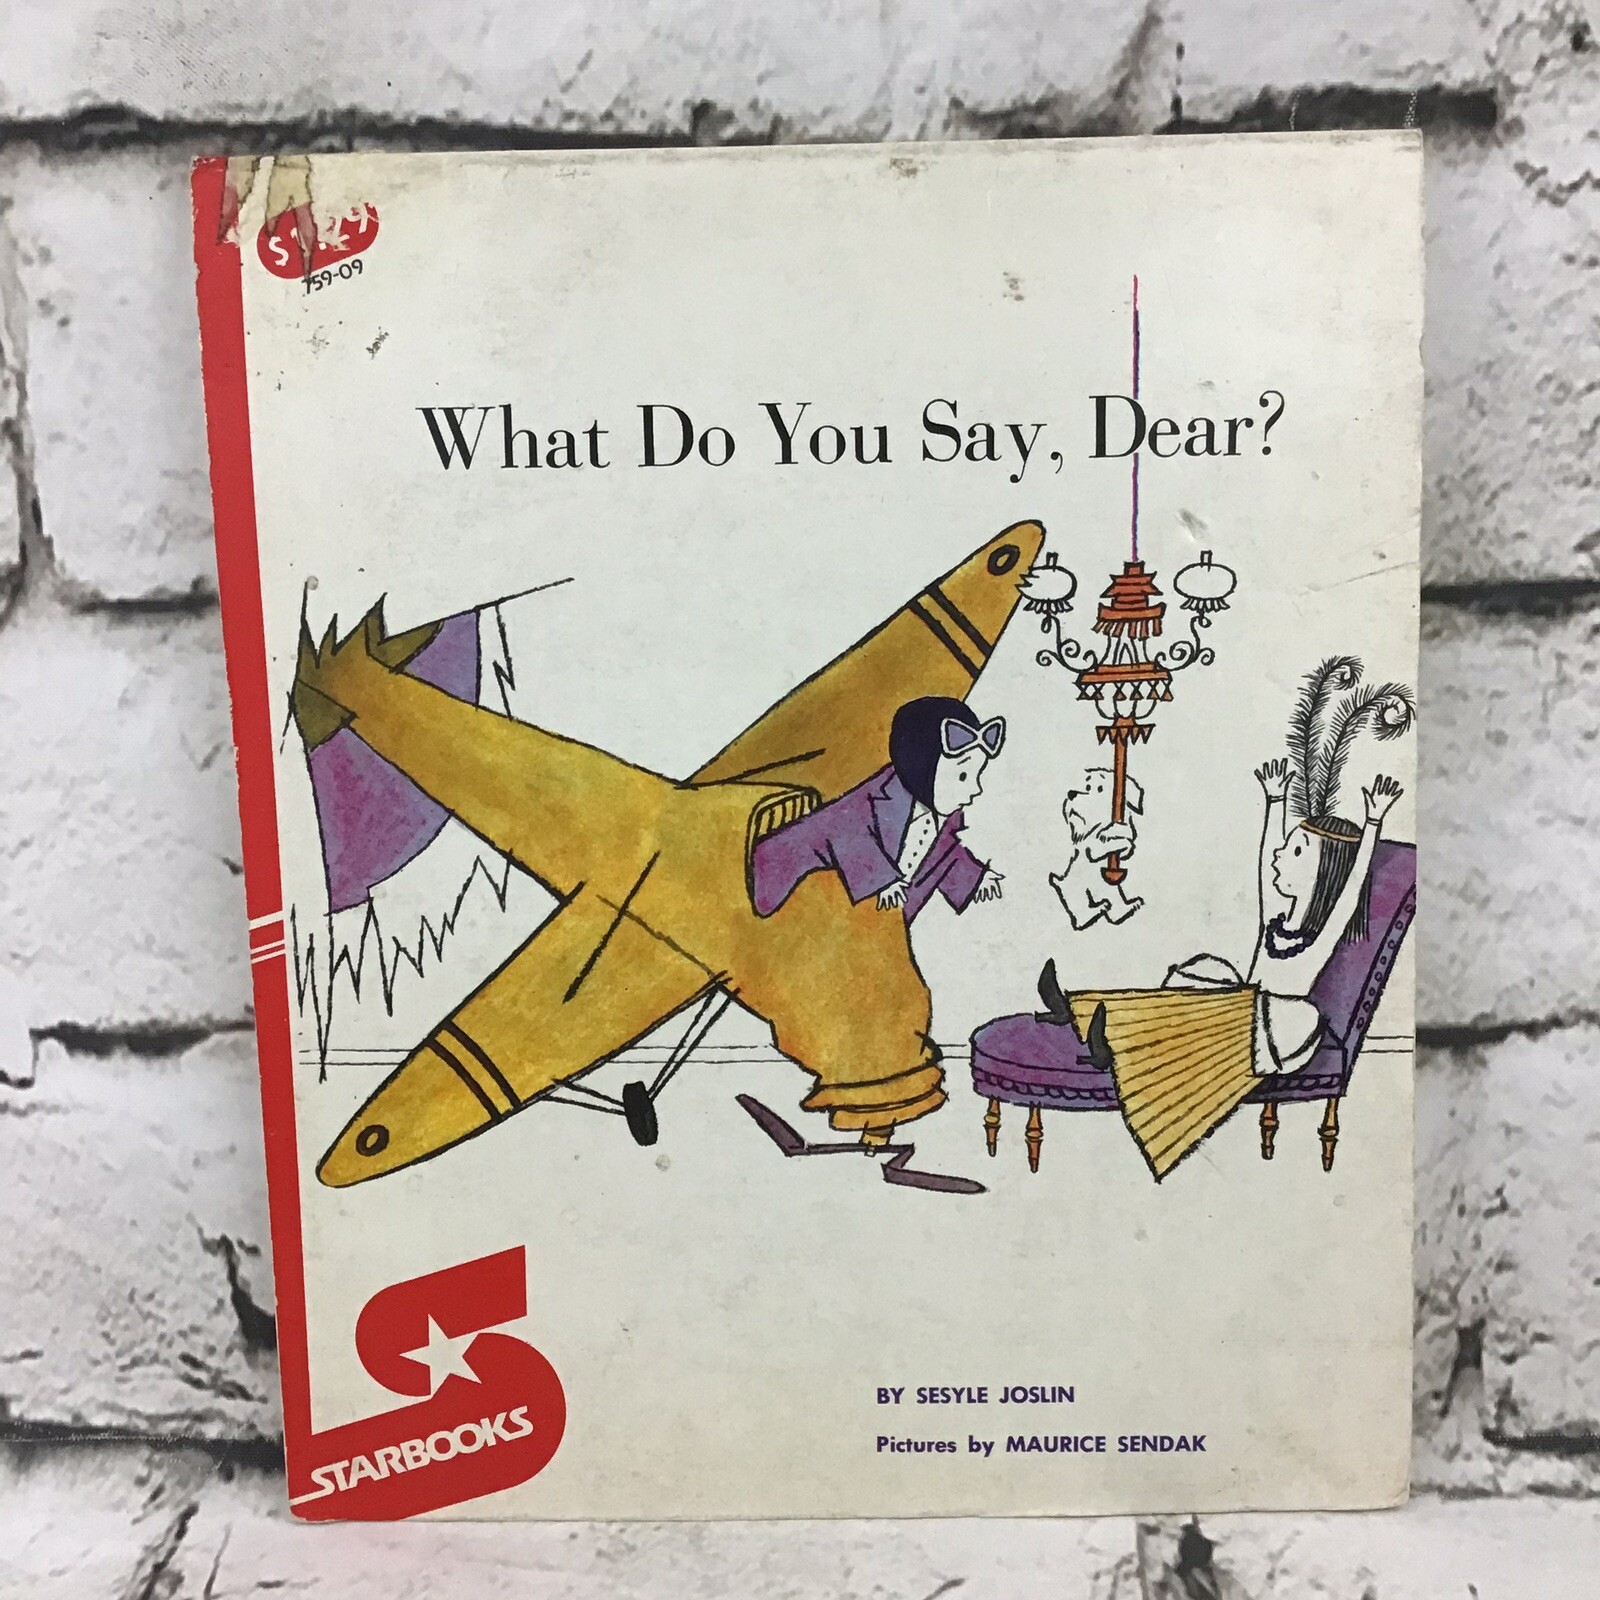 759-09
What Do You Say, Dear?
BY SESYLE JOSLIN
Pictures by MAURICE SENDAK
STARBOOKS